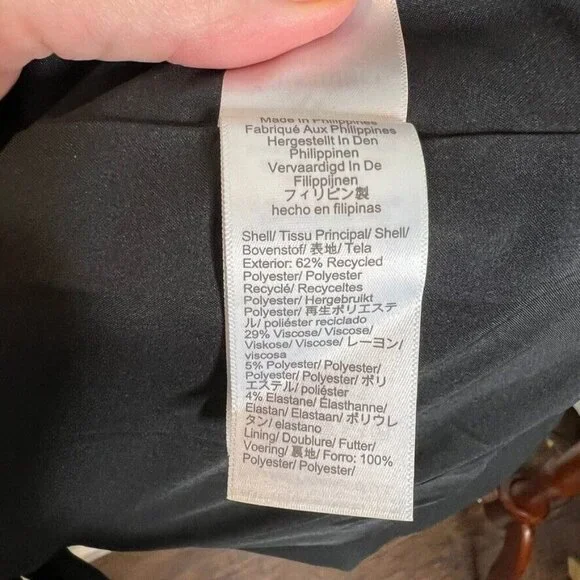 Made in Philippines
Fabriqué Aux Philippines
Hergestellt In Den
Philippinen
Vervaardigd In De
Filippijnen
フィリピン製
hecho en filipinas
Shell/ Tissu Principal/ Shell/
Bovenstof/ 表地/ Tela
Exterior: 62% Recycled
Polyester/ Polyester
Recyclé/ Recyceltes
Polyester/ Hergebruikt
Polyester/ 再生ポリエステ
ル/ poliéster reciclado
29% Viscose/ Viscose/
Viskose/ Viscose/ レーヨン/
viscosa
5% Polyester/ Polyester/
Polyester/ Polyester/ ポリ
エステル/ poliéster
4% Elastane/ Élasthanne/
Elastan/ Elastaan/ ポリウレ
タン/ elastano
Lining/ Doublure/ Futter/
Voering/ 裏地/ Forro: 100%
Polyester/ Polyester/